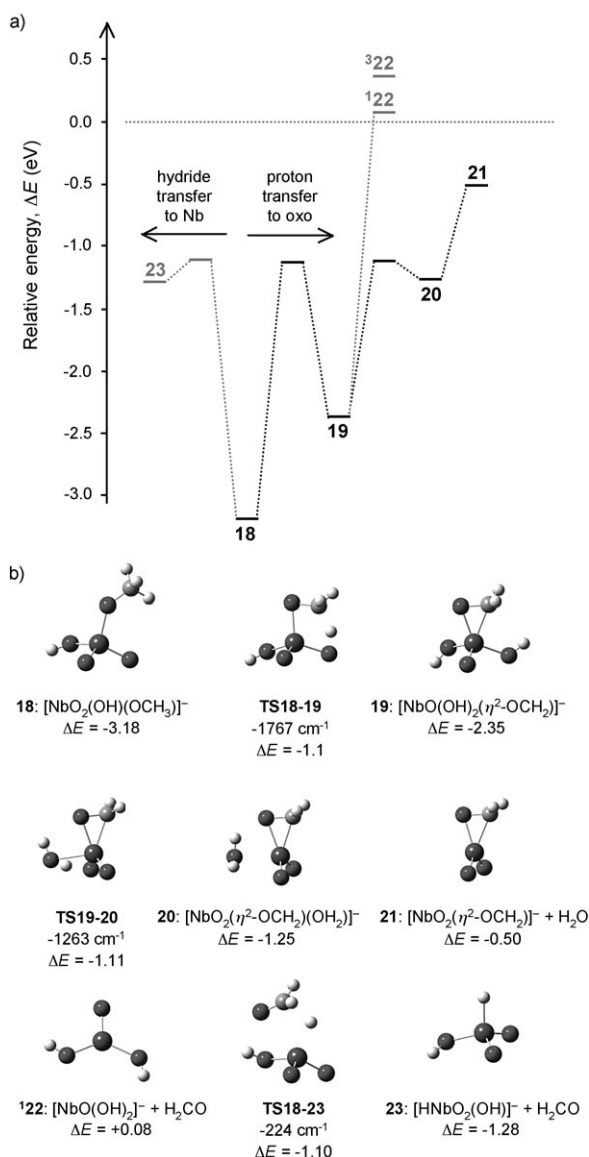 a)
Relative energy, ΔE (eV)
0.5
0.0
-0.5
-1.0
-1.5
-2.0
-2.5
-3.0
³22
¹22
21
hydride
transfer
to Nb
proton
transfer
to oxo
23
20
19
18
b)
18: [NbO₂(OH)(OCH₃)]⁻
ΔE = -3.18
TS18-19
-1767 cm⁻¹
ΔE = -1.1
19: [NbO(OH)₂(η²-OCH₂)]⁻
ΔE = -2.35
TS19-20
-1263 cm⁻¹
ΔE = -1.11
20: [NbO₂(η²-OCH₂)(OH₂)]⁻
ΔE = -1.25
21: [NbO₂(η²-OCH₂)]⁻ + H₂O
ΔE = -0.50
¹22: [NbO(OH)₂]⁻ + H₂CO
ΔE = +0.08
TS18-23
-224 cm⁻¹
ΔE = -1.10
23: [HNbO₂(OH)]⁻ + H₂CO
ΔE = -1.28